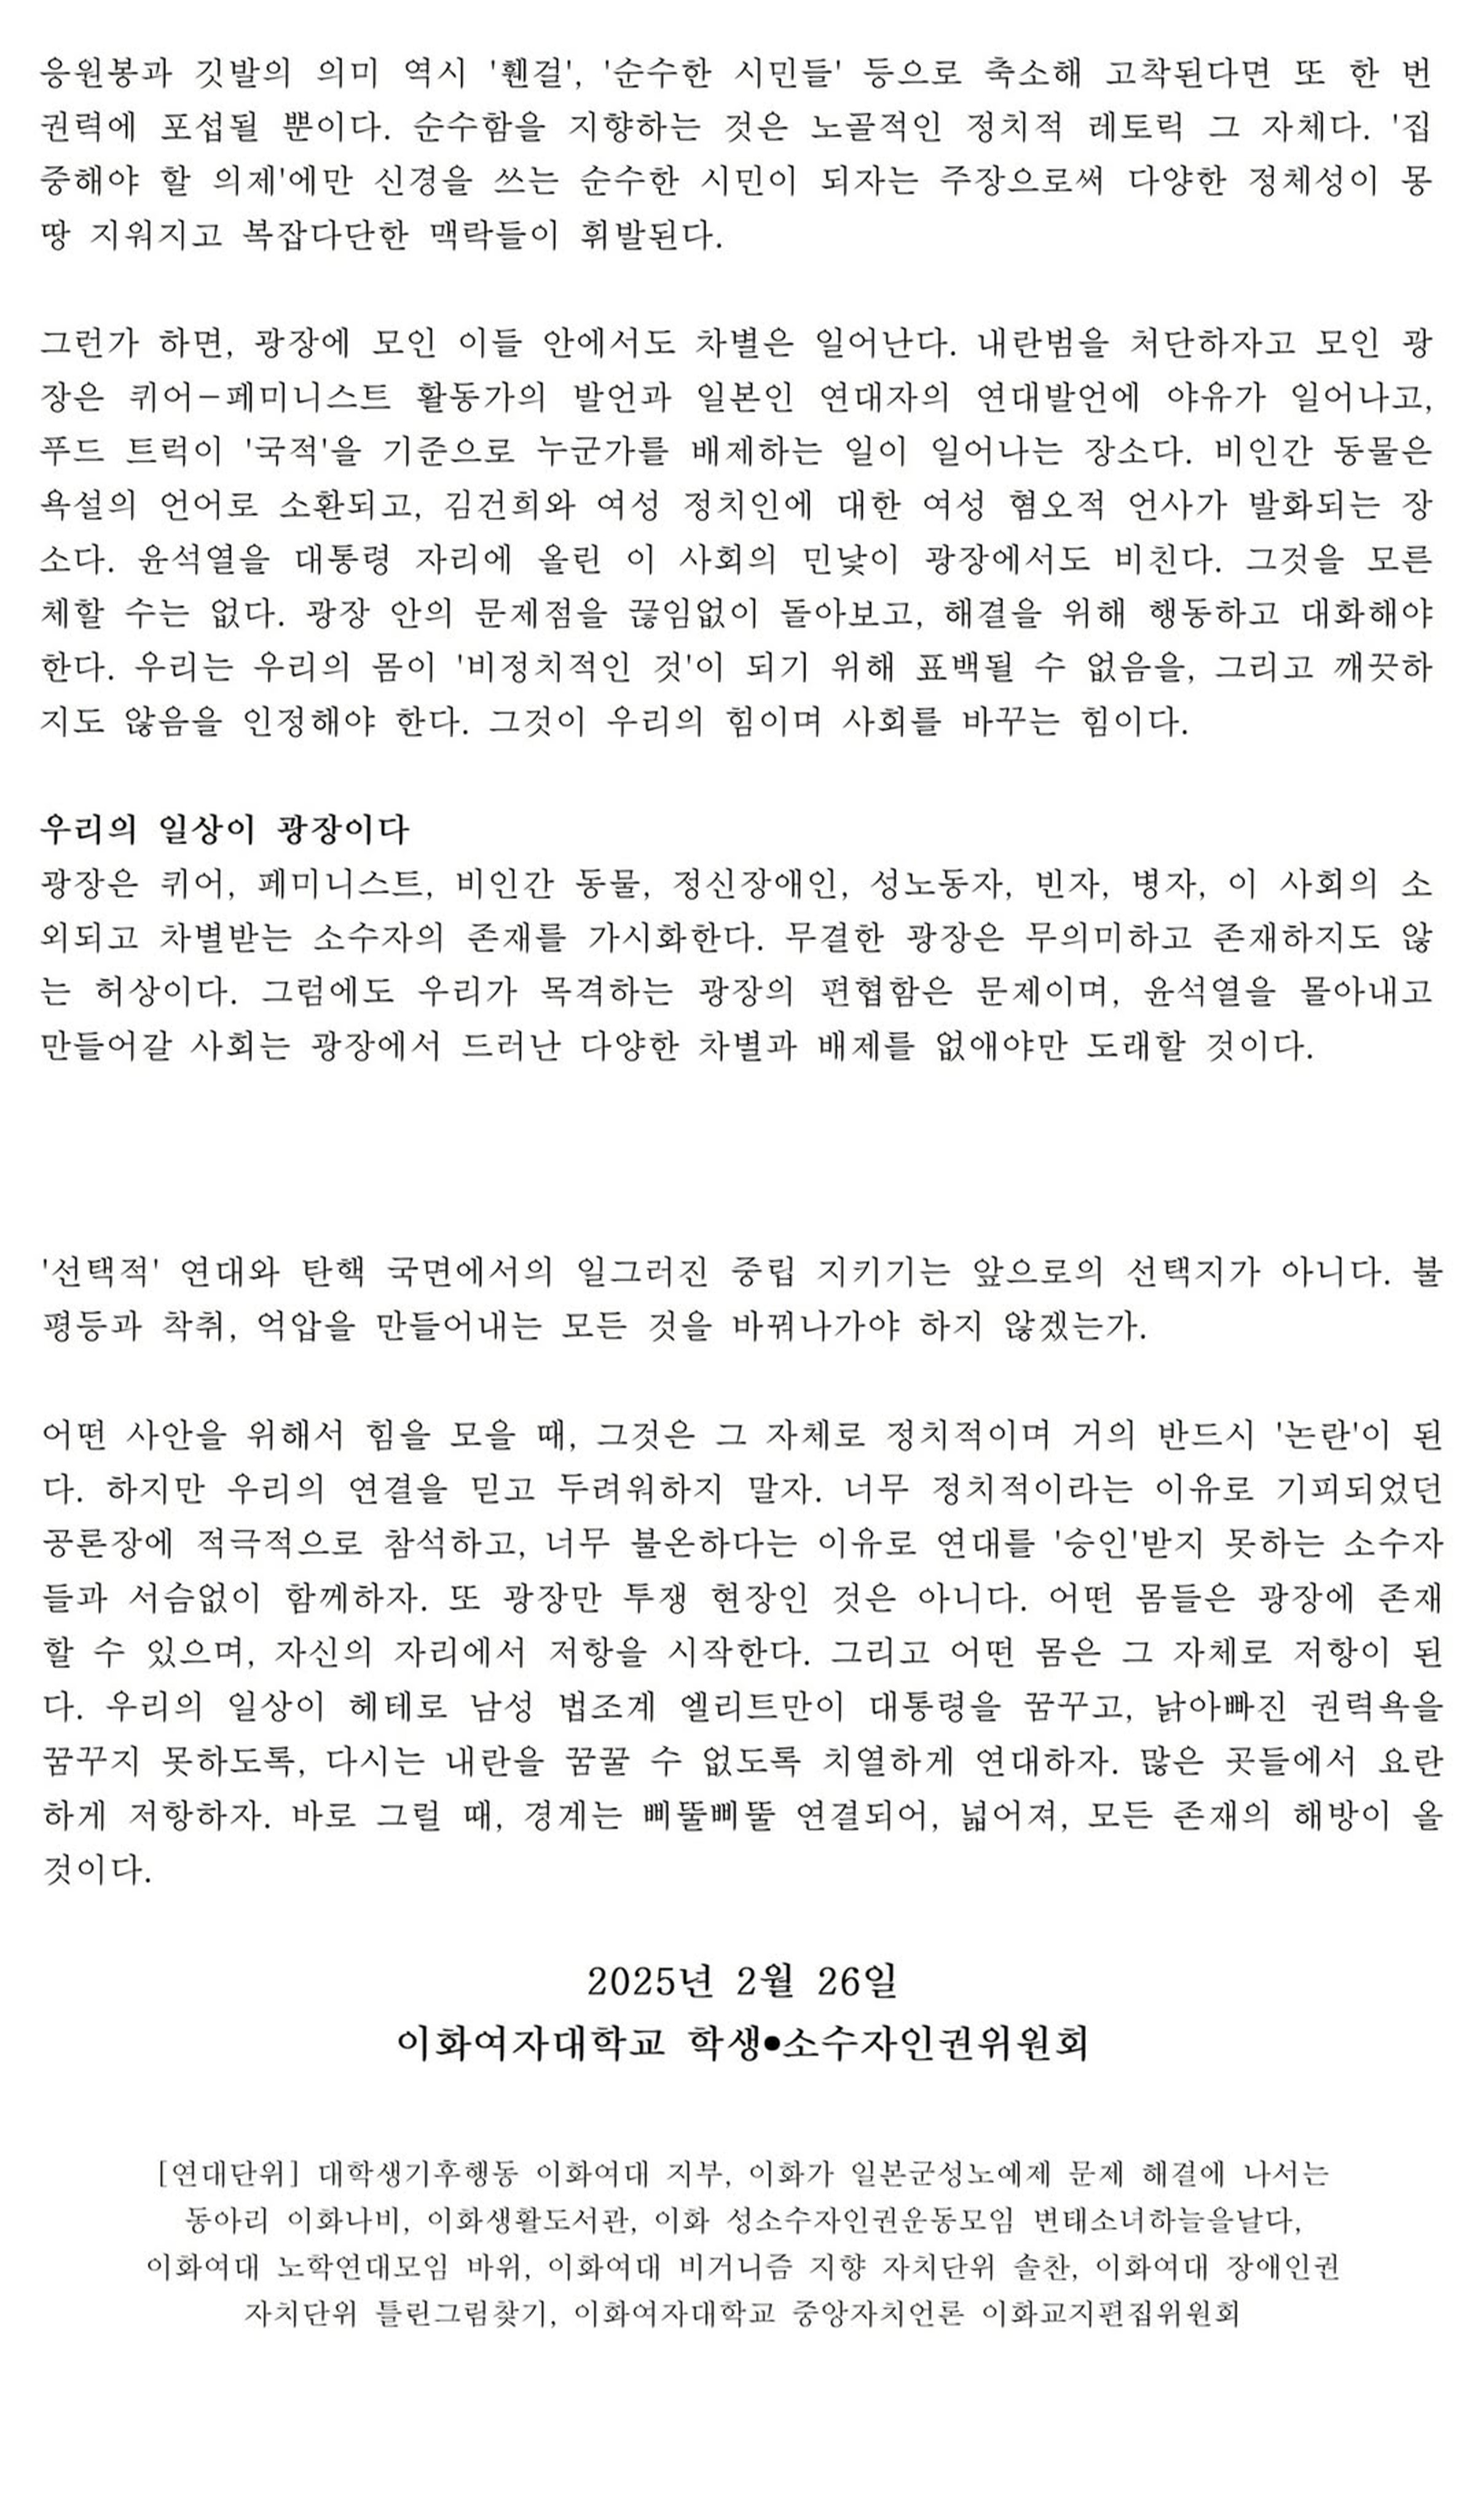 응원봉과 깃발의 의미 역시 '휀걸', '순수한 시민들' 등으로 축소해 고착된다면 또 한 번
권력에 포섭될 뿐이다. 순수함을 지향하는 것은 노골적인 정치적 레토릭 그 자체다. '집
중해야 할 의제'에만 신경을 쓰는 순수한 시민이 되자는 주장으로써 다양한 정체성이 몽
땅 지워지고 복잡다단한 맥락들이 휘발된다.
그런가 하면, 광장에 모인 이들 안에서도 차별은 일어난다. 내란범을 처단하자고 모인 광
장은 퀴어-페미니스트 활동가의 발언과 일본인 연대자의 연대발언에 야유가 일어나고,
푸드 트럭이 '국적'을 기준으로 누군가를 배제하는 일이 일어나는 장소다. 비인간 동물은
욕설의 언어로 소환되고, 김건희와 여성 정치인에 대한 여성 혐오적 언사가 발화되는 장
소다. 윤석열을 대통령 자리에 올린 이 사회의 민낯이 광장에서도 비친다. 그것을 모른
체할 수는 없다. 광장 안의 문제점을 끊임없이 돌아보고, 해결을 위해 행동하고 대화해야
한다. 우리는 우리의 몸이 '비정치적인 것'이 되기 위해 표백될 수 없음을, 그리고 깨끗하
지도 않음을 인정해야 한다. 그것이 우리의 힘이며 사회를 바꾸는 힘이다.
우리의 일상이 광장이다
광장은 퀴어, 페미니스트, 비인간 동물, 정신장애인, 성노동자, 빈자, 병자, 이 사회의 소
외되고 차별받는 소수자의 존재를 가시화한다. 무결한 광장은 무의미하고 존재하지도 않
는 허상이다. 그럼에도 우리가 목격하는 광장의 편협함은 문제이며, 윤석열을 몰아내고
만들어갈 사회는 광장에서 드러난 다양한 차별과 배제를 없애야만 도래할 것이다.
'선택적' 연대와 탄핵 국면에서의 일그러진 중립 지키기는 앞으로의 선택지가 아니다. 불
평등과 착취, 억압을 만들어내는 모든 것을 바꿔나가야 하지 않겠는가.
어떤 사안을 위해서 힘을 모을 때, 그것은 그 자체로 정치적이며 거의 반드시 '논란'이 된
다. 하지만 우리의 연결을 믿고 두려워하지 말자. 너무 정치적이라는 이유로 기피되었던
공론장에 적극적으로 참석하고, 너무 불온하다는 이유로 연대를 '승인'받지 못하는 소수자
들과 서슴없이 함께하자. 또 광장만 투쟁 현장인 것은 아니다. 어떤 몸들은 광장에 존재
할 수 있으며, 자신의 자리에서 저항을 시작한다. 그리고 어떤 몸은 그 자체로 저항이 된
다. 우리의 일상이 헤테로 남성 법조계 엘리트만이 대통령을 꿈꾸고, 낡아빠진 권력욕을
꿈꾸지 못하도록, 다시는 내란을 꿈꿀 수 없도록 치열하게 연대하자. 많은 곳들에서 요란
하게 저항하자. 바로 그럴 때, 경계는 삐뚤삐뚤 연결되어, 넓어져, 모든 존재의 해방이 올
것이다.
2025년 2월 26일
이화여자대학교 학생•소수자인권위원회
[연대단위] 대학생기후행동 이화여대 지부, 이화가 일본군성노예제 문제 해결에 나서는
동아리 이화나비, 이화생활도서관, 이화 성소수자인권운동모임 변태소녀하늘을날다,
이화여대 노학연대모임 바위, 이화여대 비거니즘 지향 자치단위 솔찬, 이화여대 장애인권
자치단위 틀린그림찾기, 이화여자대학교 중앙자치언론 이화교지편집위원회